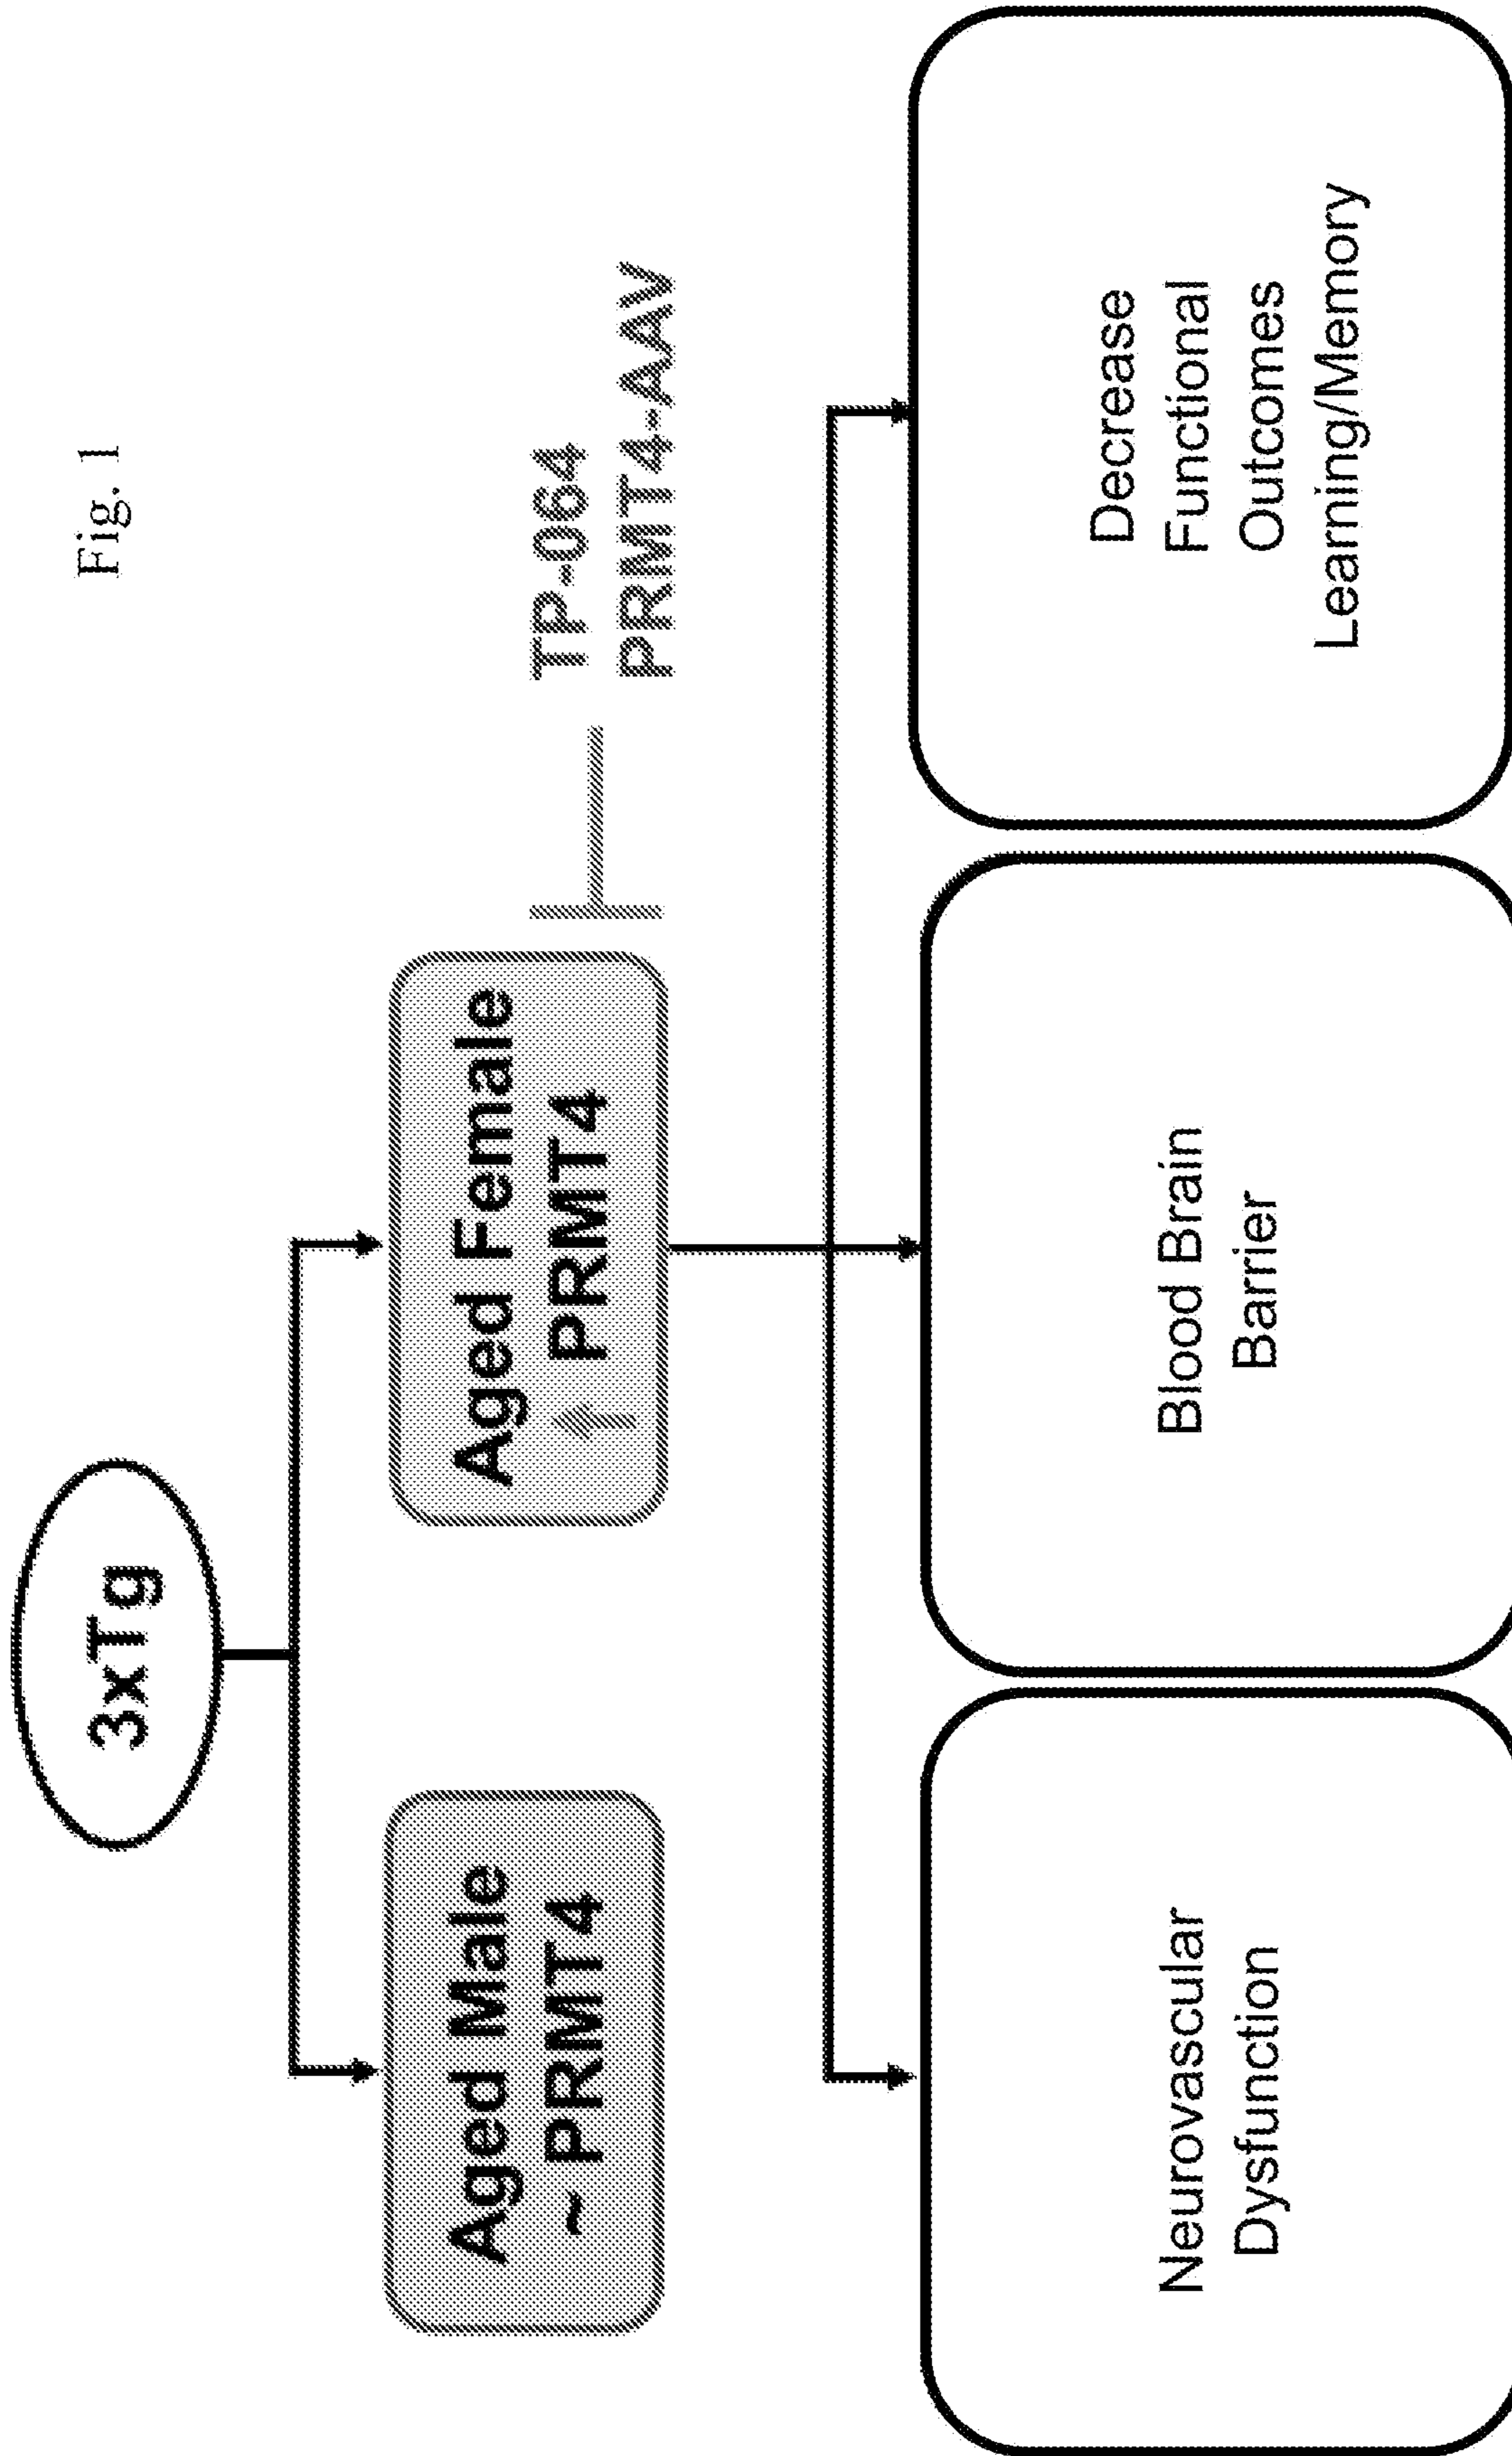 Fig. 1
3xTg
Aged Male
~ PRMT4
Aged Female
↑ PRMT4
TP-064
PRMT4-AAV
Neurovascular
Dysfunction
Blood Brain
Barrier
Decrease
Functional
Outcomes
Learning/Memory